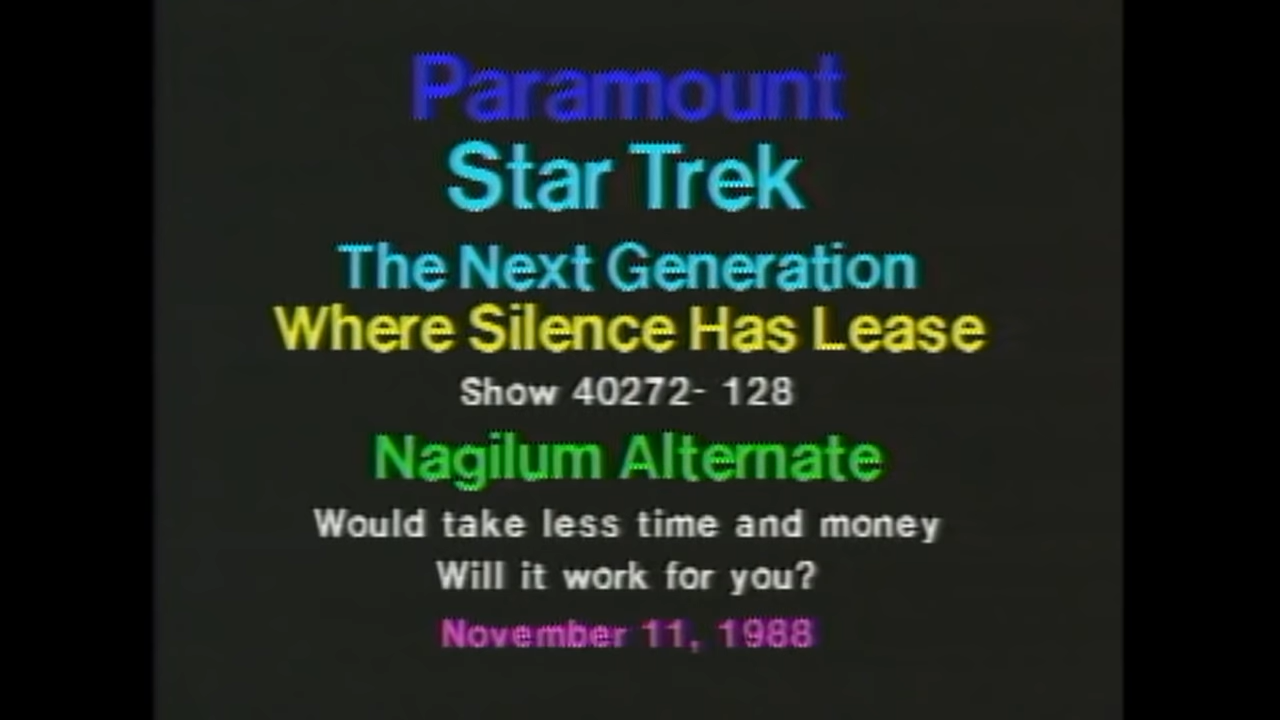 Paramount
Star Trek
The Next Generation
Where Silence Has Lease
Show 40272- 128
Nagilum Alternate
Would take less time and money
Will it work for you?
November 11, 1988